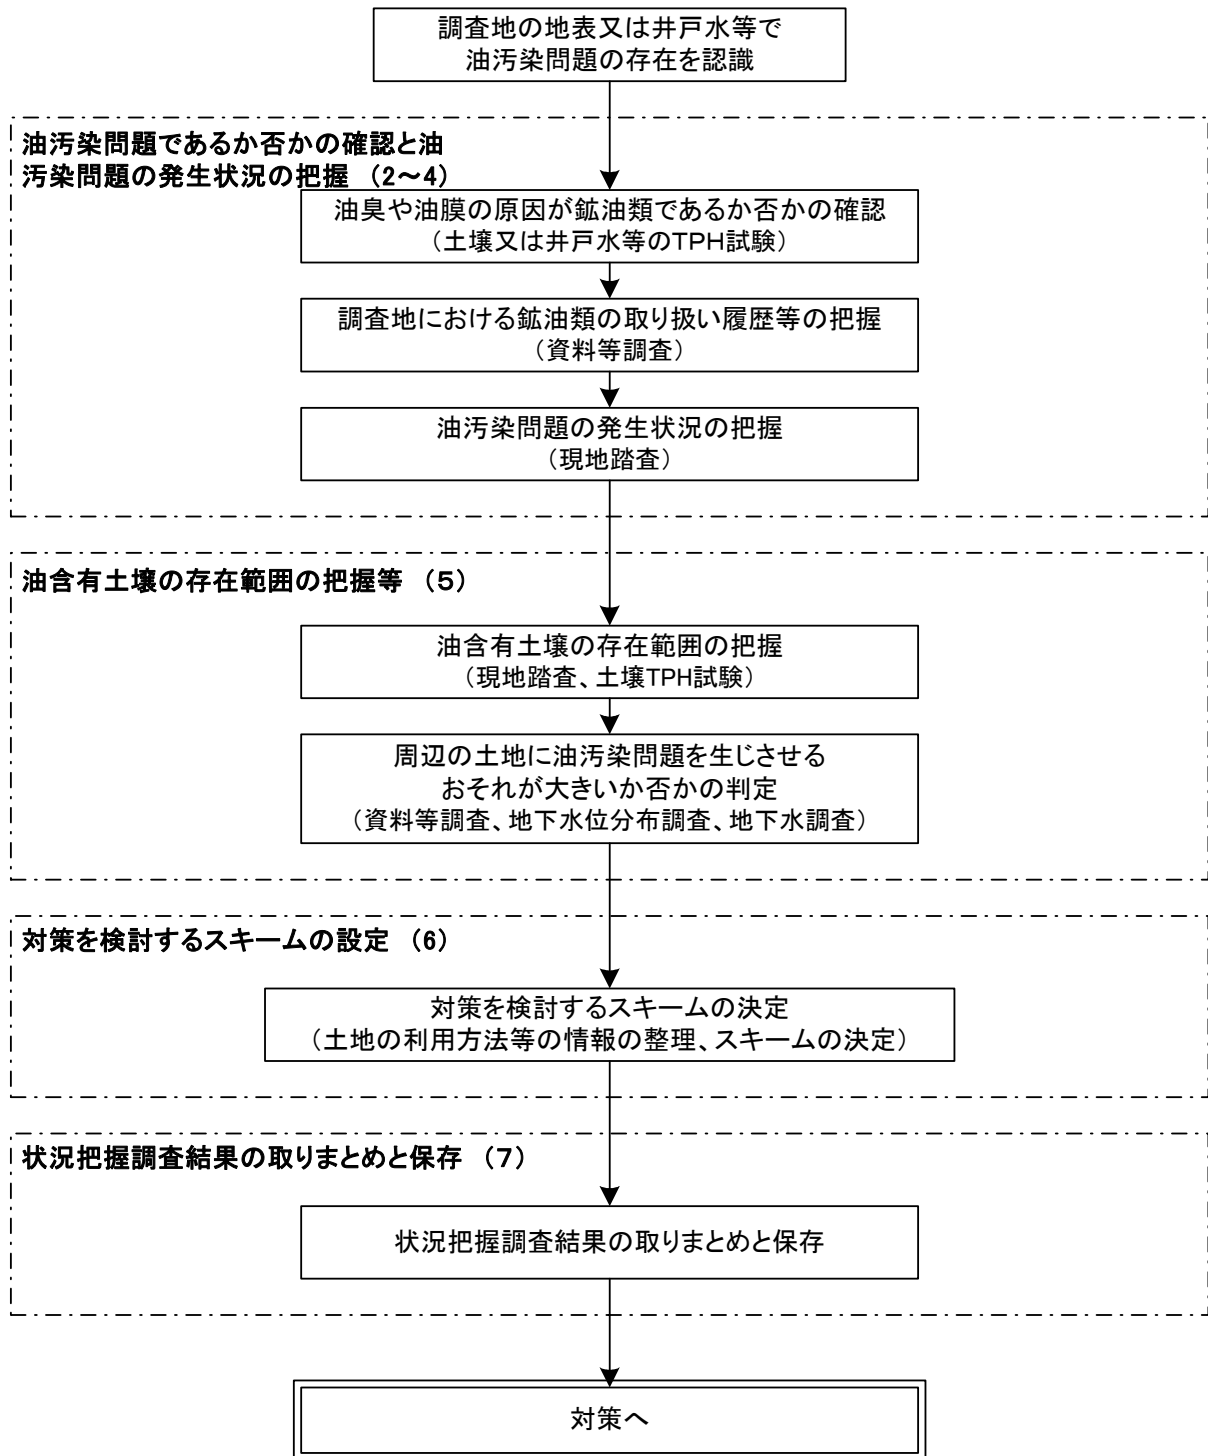 調査地の地表又は井戸水等で
油汚染問題の存在を認識
油汚染問題であるか否かの確認と油
汚染問題の発生状況の把握 （2～4）
油臭や油膜の原因が鉱油類であるか否かの確認
（土壌又は井戸水等のTPH試験）
調査地における鉱油類の取り扱い履歴等の把握
（資料等調査）
油汚染問題の発生状況の把握
（現地踏査）
油含有土壌の存在範囲の把握等 （５）
油含有土壌の存在範囲の把握
（現地踏査、土壌TPH試験）
周辺の土地に油汚染問題を生じさせる
おそれが大きいか否かの判定
（資料等調査、地下水位分布調査、地下水調査）
対策を検討するスキームの設定 （6）
対策を検討するスキームの決定
（土地の利用方法等の情報の整理、スキームの決定）
状況把握調査結果の取りまとめと保存 （７）
状況把握調査結果の取りまとめと保存
対策へ